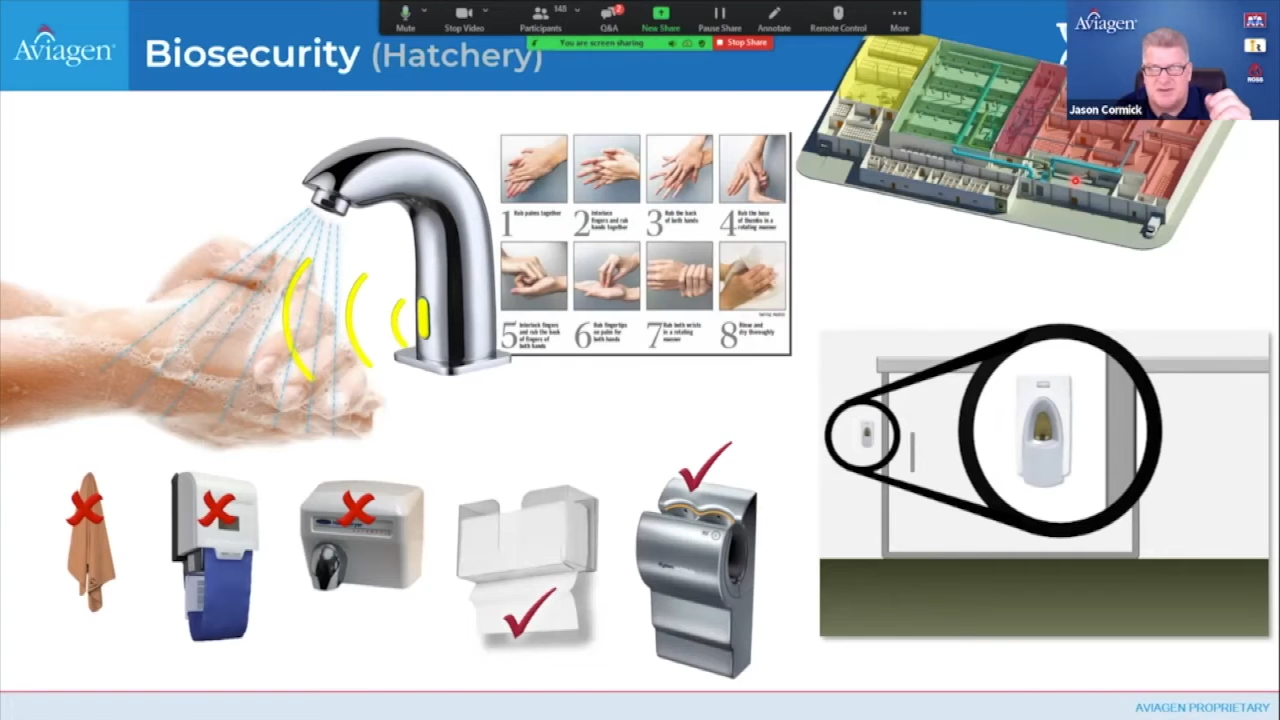 Aviagen
Biosecurity (Hatchery)
Mute
Stop Video
148
Participants
2
Q&A
New Share
Pause Share
Annotate
Remote Control
More
You are screen sharing
Stop Share
Aviagen
ROSS
Jason Cormick
1 Rub palms together
2 Interlace
fingers and rub
hands together
3 Rub the back
of both hands
4 Rub the base
of thumbs in a
rotating manner
5 Interlock fingers
and rub the back
of fingers of
both hands
6 Rub fingertips
on palm for
both hands
7 Rub both wrists
in a rotating
manner
8 Rinse and
dry thoroughly
AVIAGEN PROPRIETARY